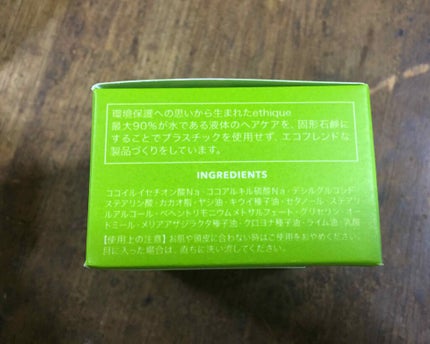 環境保護への思いから生まれたethique
最大90%が水である液体のヘアケアを、固形石鹸に
することでプラスチックを使用せず、エコフレンドな
製品づくりをしています。
INGREDIENTS
ココイルイセチオン酸Na・ココアルキル硫酸Na・デシルグルコシド・
ステアリン酸・カカオ脂・ヤシ油・キウイ種子油・セタノール・ステアリ
ルアルコール・ベヘントリモニウムメトサルフェート・グリセリン・オー
トミール・メリアアザジラクタ種子油・クロヨナ種子油・ライム油・乳酸
【使用上の注意】お肌や頭皮に合わない時はご使用をおやめください。
目に入った場合は、直ちに洗い流してください。